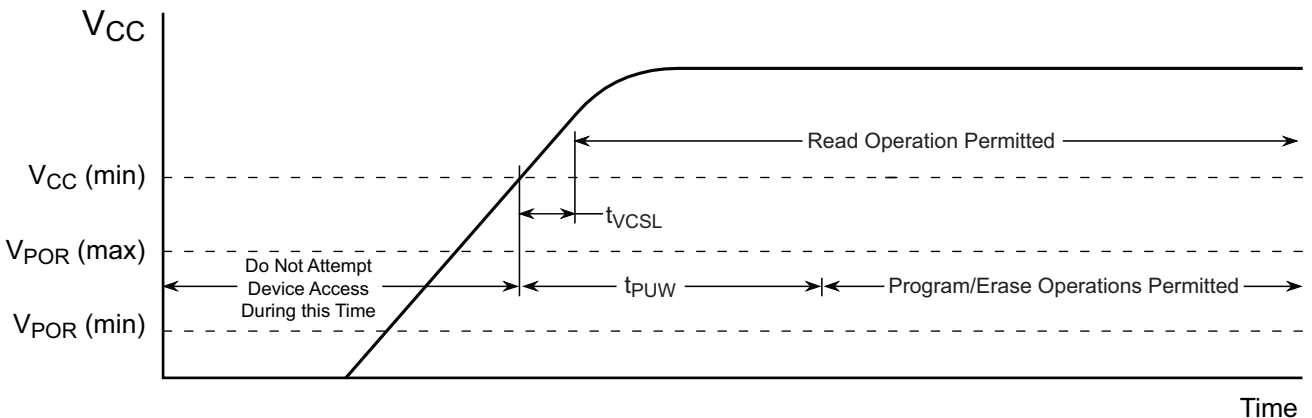 VCC
Read Operation Permitted
VCC (min)
tVCSL
VPOR (max)
Do Not Attempt
Device Access
During this Time
tPUW
Program/Erase Operations Permitted
VPOR (min)
Time